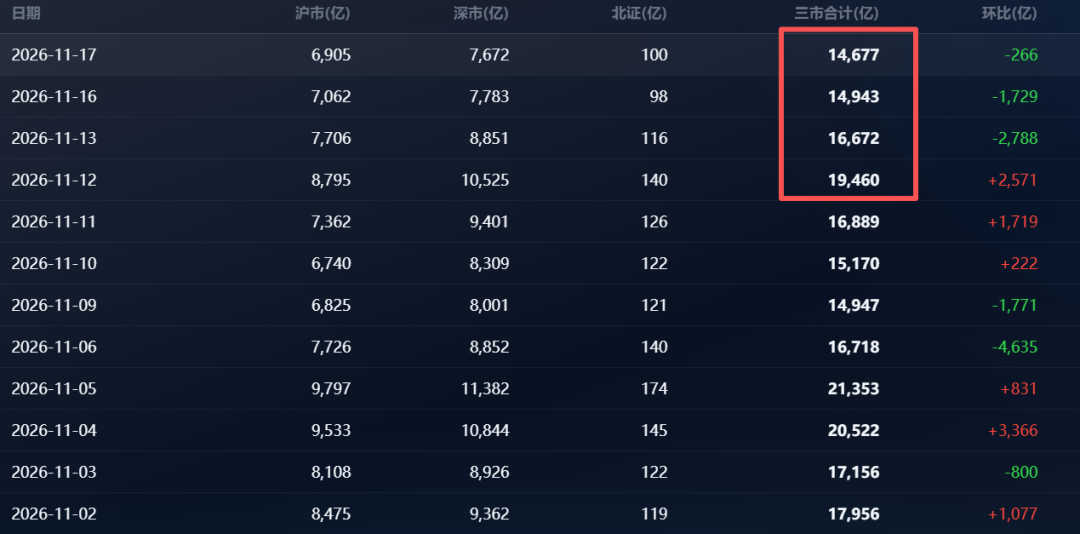 日期 沪市(亿) 深市(亿) 北证(亿) 三市合计(亿) 环比(亿)
2026-11-17 6,905 7,672 100 14,677 -266
2026-11-16 7,062 7,783 98 14,943 -1,729
2026-11-13 7,706 8,851 116 16,672 -2,788
2026-11-12 8,795 10,525 140 19,460 +2,571
2026-11-11 7,362 9,401 126 16,889 +1,719
2026-11-10 6,740 8,309 122 15,170 +222
2026-11-09 6,825 8,001 121 14,947 -1,771
2026-11-06 7,726 8,852 140 16,718 -4,635
2026-11-05 9,797 11,382 174 21,353 +831
2026-11-04 9,533 10,844 145 20,522 +3,366
2026-11-03 8,108 8,926 122 17,156 -800
2026-11-02 8,475 9,362 119 17,956 +1,077